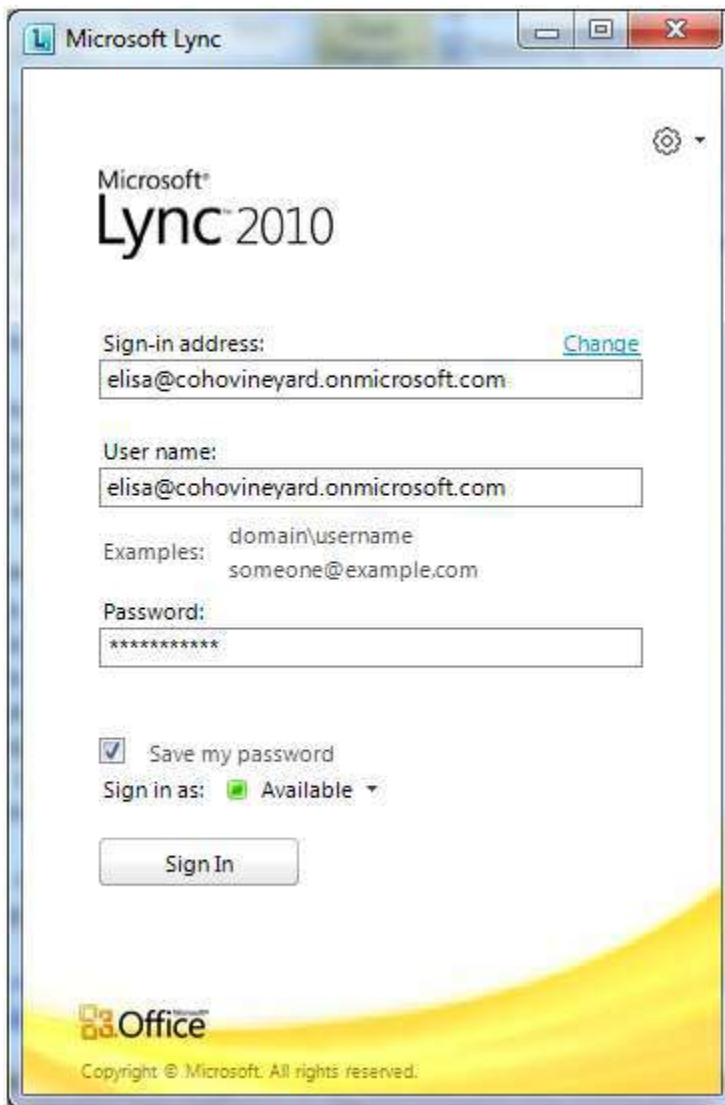 Microsoft Lync
Microsoft®
Lync™ 2010
Sign-in address: Change
elisa@cohovineyard.onmicrosoft.com
User name:
elisa@cohovineyard.onmicrosoft.com
Examples: domain\username
someone@example.com
Password:
***********
Save my password
Sign in as: Available
Sign In
Microsoft®
Office
Copyright © Microsoft. All rights reserved.